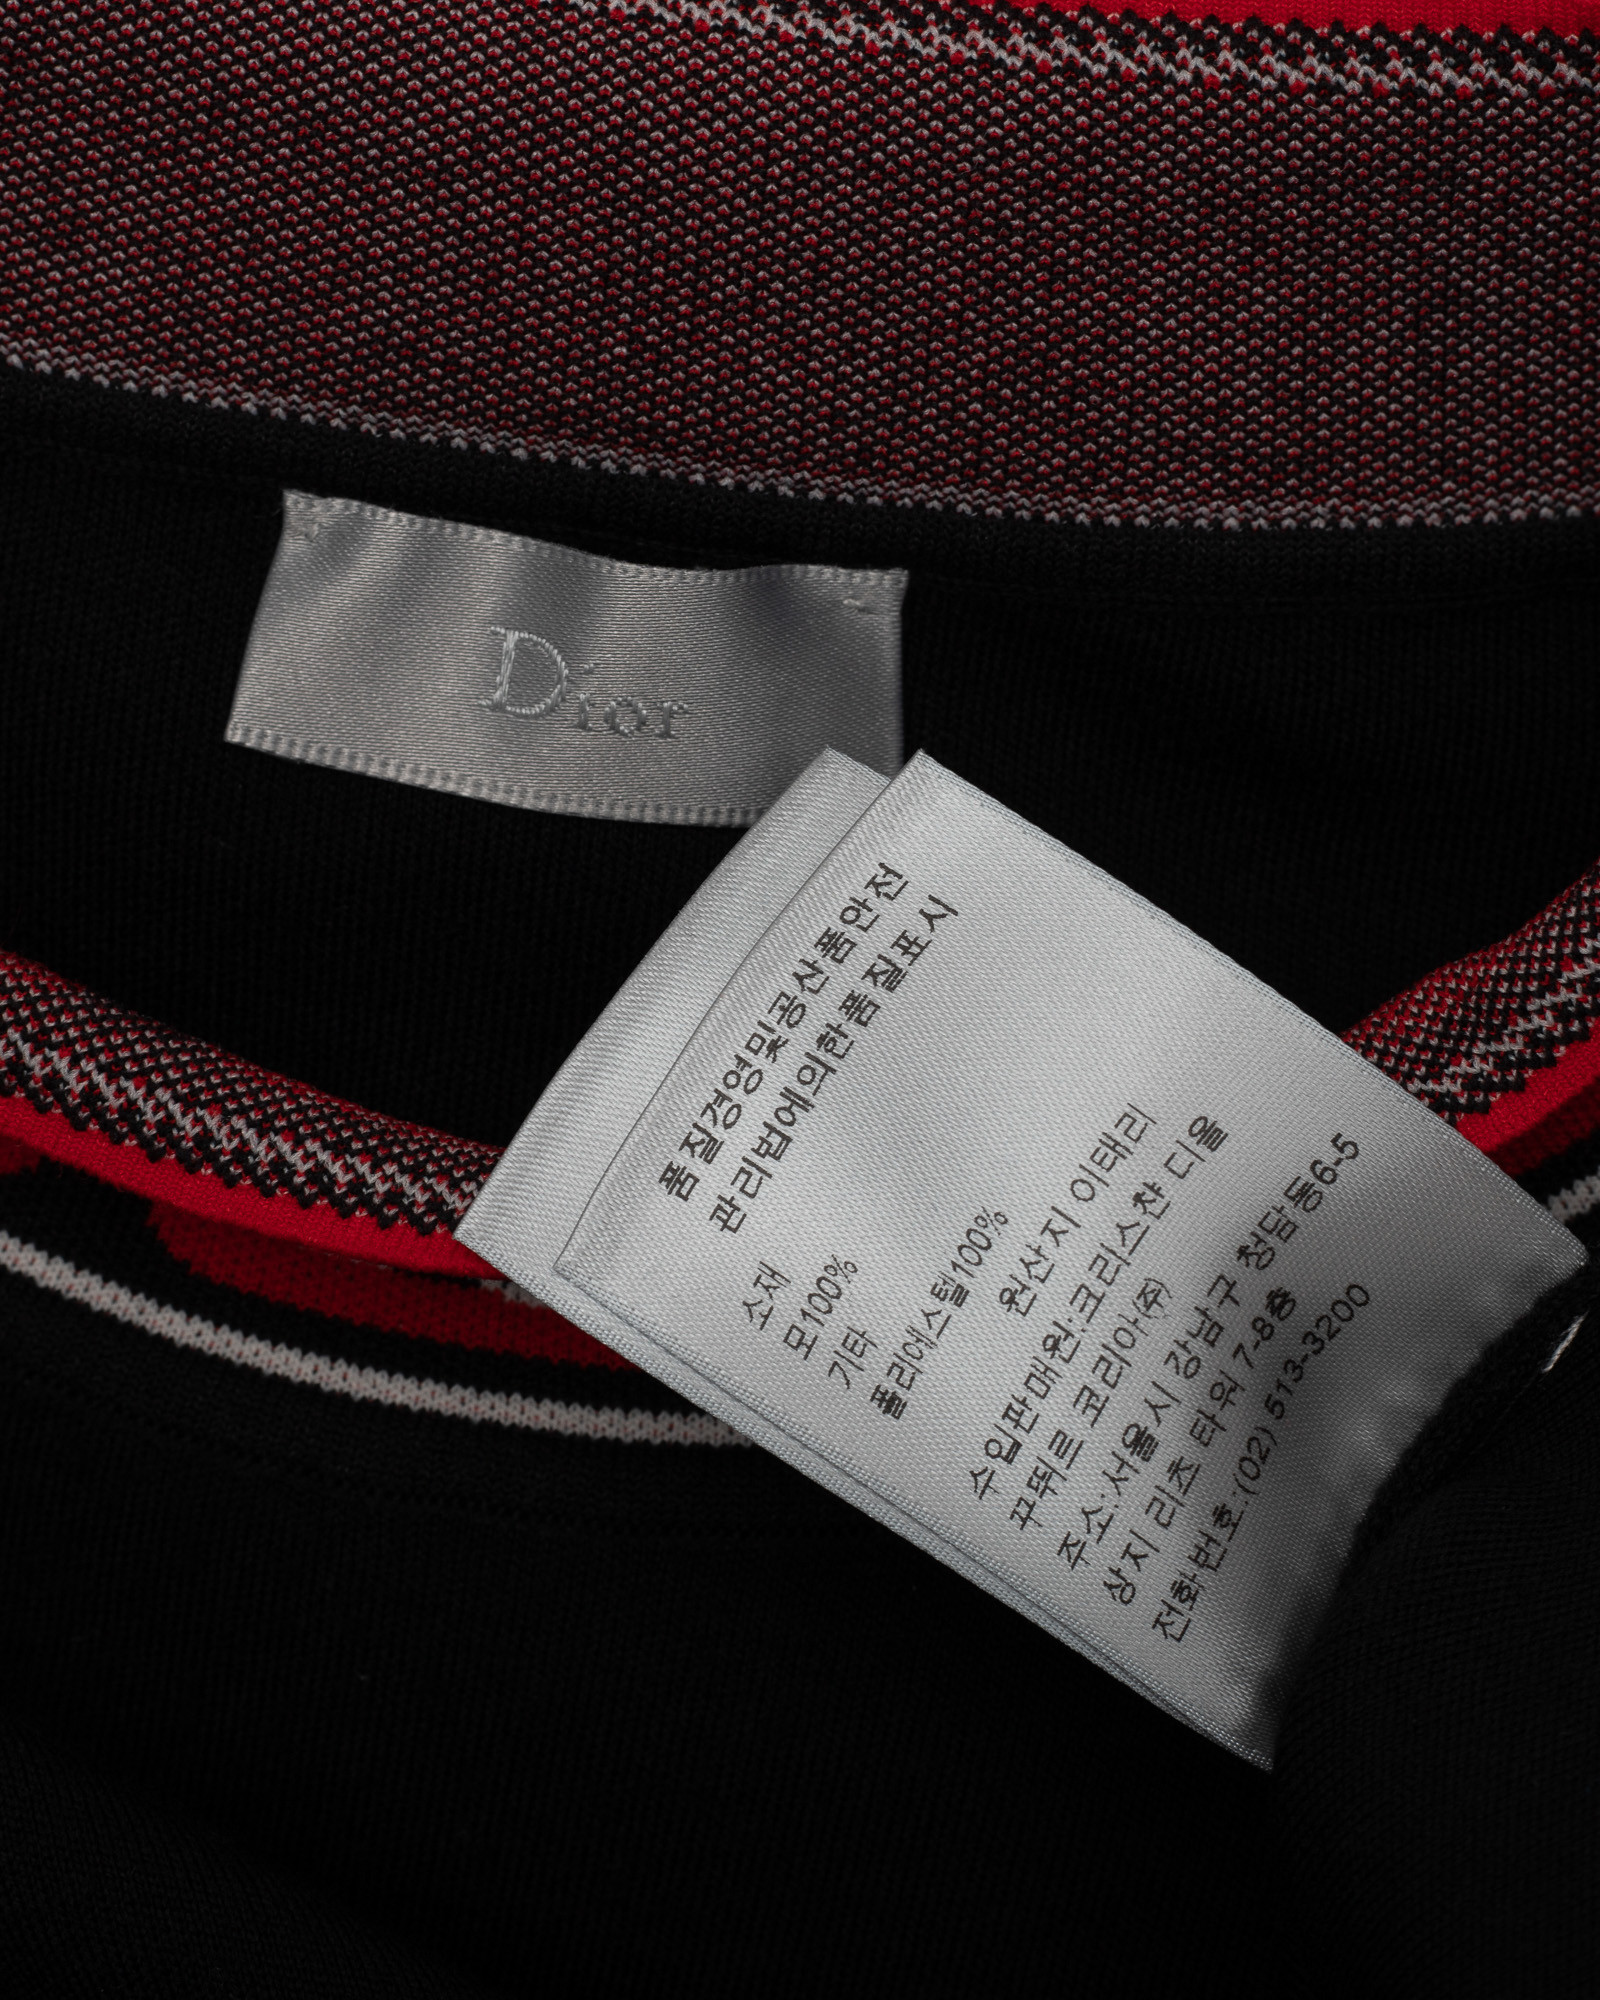 Dior
품질경영및공산품안전
관리법에의한품질표시
소재
모100%
기타
폴리에스텔100%
원산지 이태리
수입판매원:크리스챤 디올
꾸뛰르 코리아(주)
주소:서울시 강남구 청담동6-5
상지 리츠 타워 7-8층
전화번호:(02) 513-3200